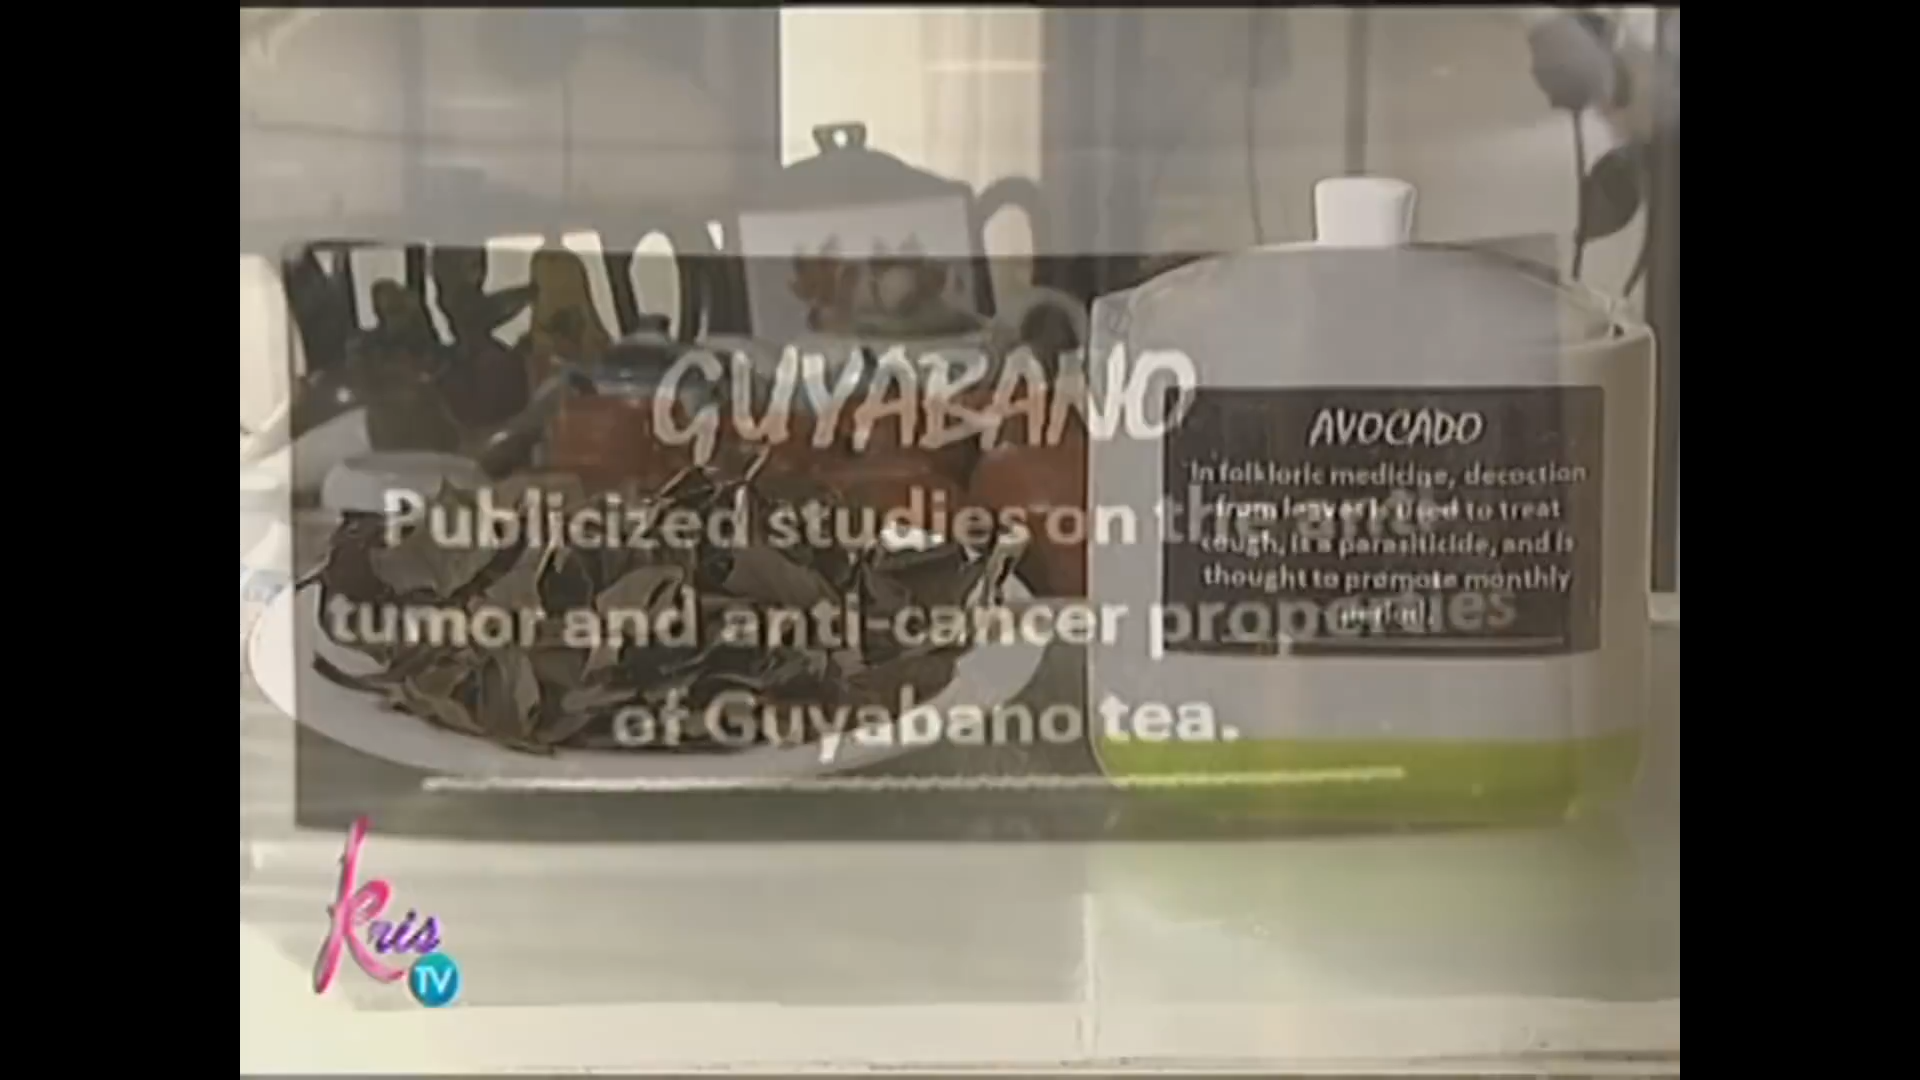 GUYABANO
Publicized studies on the anti-
tumor and anti-cancer properties
of Guyabano tea.
AVOCADO
In folkloric medicine, decoction
from leaves is used to treat
cough, is a parasiticide, and is
thought to promote monthly
period.
Kris
TV